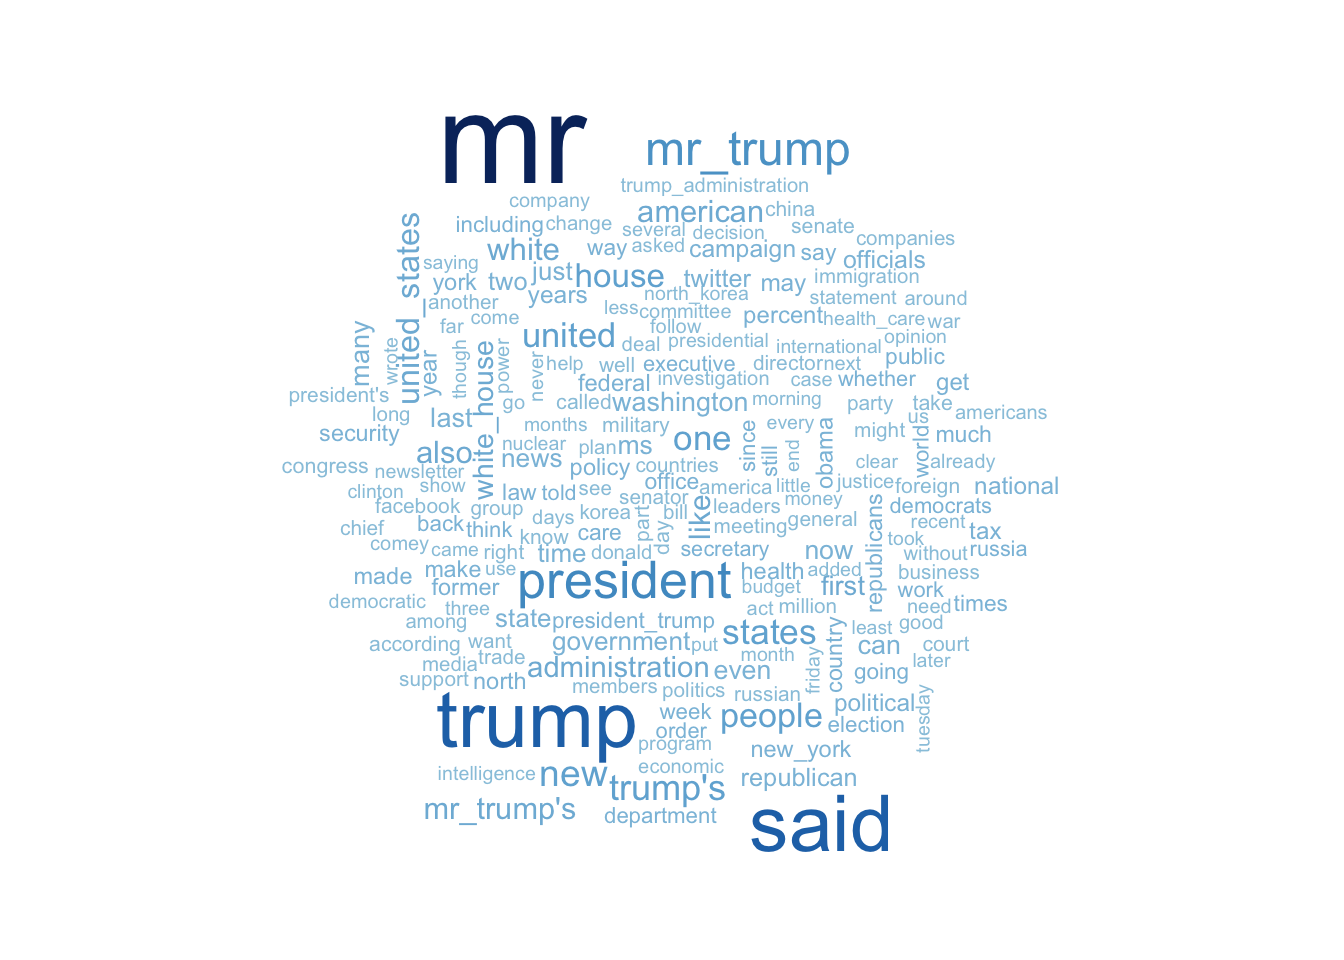 mr
mr_trump
trump_administration
company
american
china
including
change
several
decision
senate
white
way
asked
campaign
say
companies
officials
united_states
saying
york
two
just
house
twitter
may
immigration
years
north_korea
statement
around
another
less
committee
far
come
follow
percent
health_care
war
many
wrote
year
though
power
never
united
deal
presidential
international
opinion
help
well
executive
director
next
public
president's
white_house
go
federal
investigation
case
whether
get
called
washington
morning
party
take
us
americans
long
last
months
military
every
might
much
security
also
nuclear
plan
ms
one
since
still
end
obama
world
clear
already
congress
newsletter
news
policy
countries
clinton
show
law
told
see
office
america
little
justice
foreign
national
facebook
group
senator
money
democrats
chief
back
think
days
korea
part
bill
leaders
like
meeting
general
recent
tax
comey
came
right
know
care
day
took
time
donald
secretary
now
republicans
without
russia
made
make
use
president
health
added
business
former
budget
first
work
democratic
three
act
million
need
times
among
state
president_trump
states
country
least
good
according
want
government
put
can
court
media
trade
month
friday
going
later
support
north
administration
even
members
politics
russian
political
tuesday
trump
week
people
election
order
program
new_york
intelligence
new
economic
republican
trump's
mr_trump's
department
said